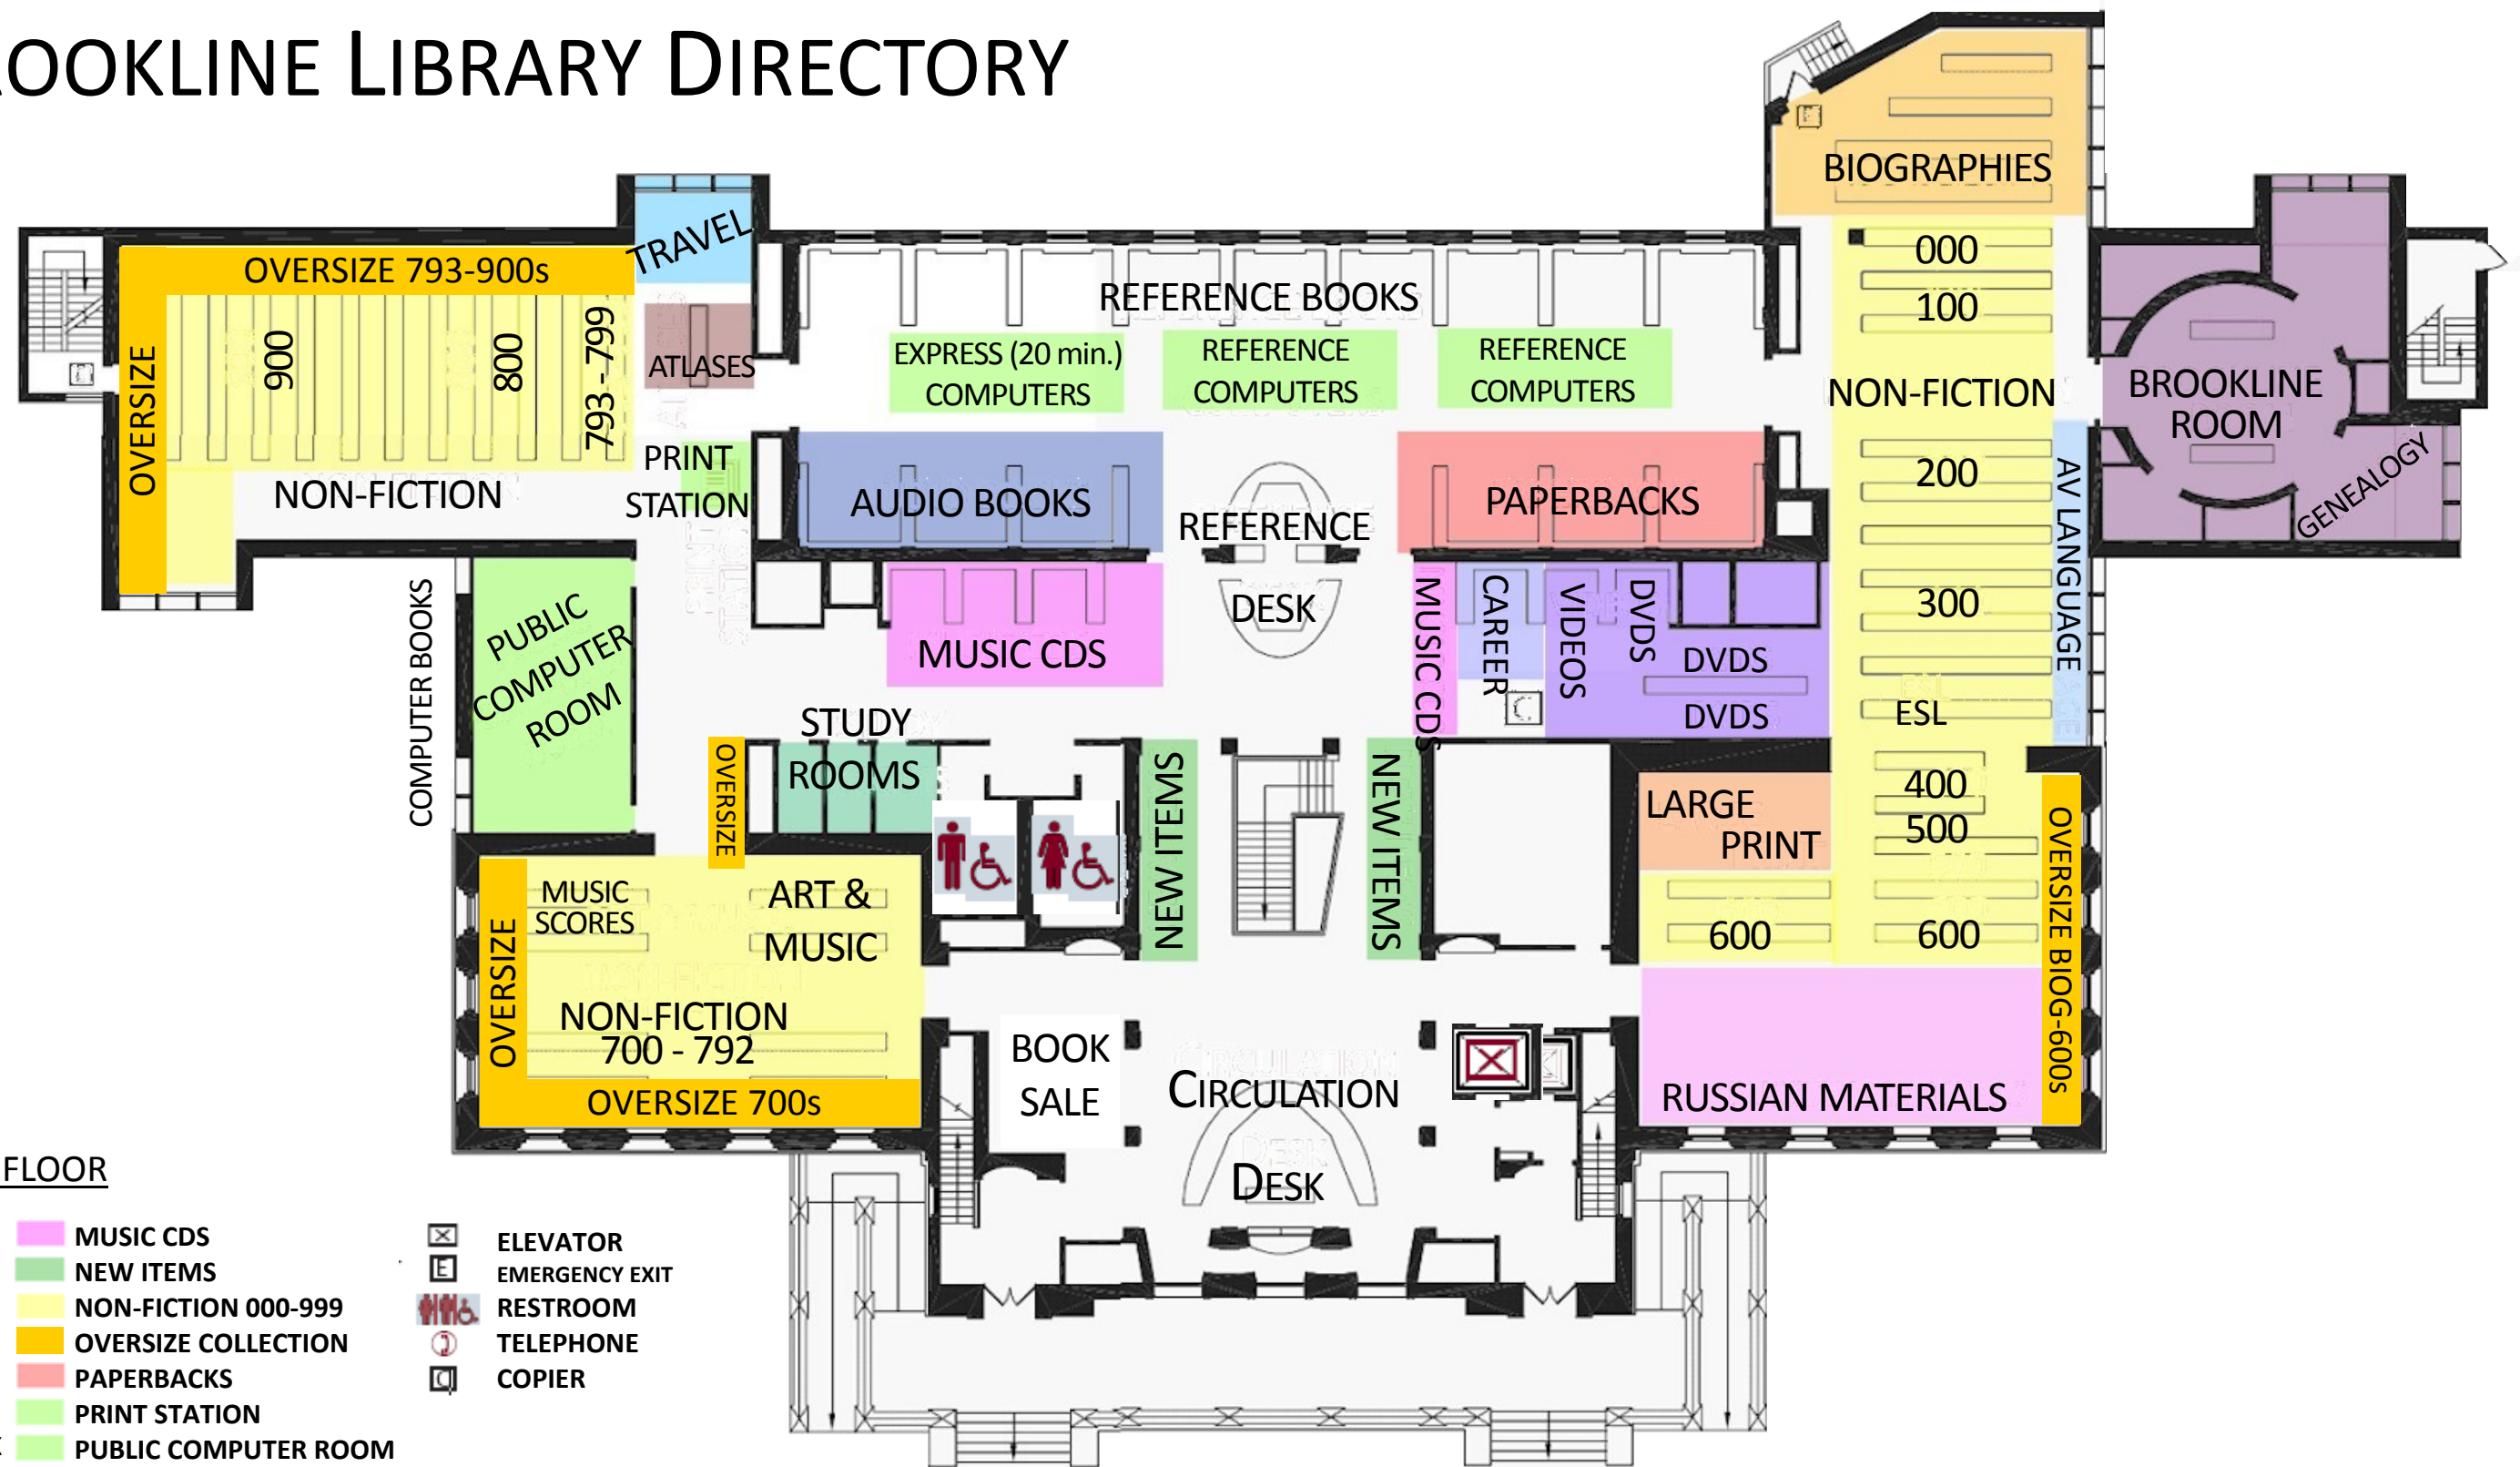 OOKLINE LIBRARY DIRECTORY
BIOGRAPHIES
TRAVEL
OVERSIZE 793-900s
OVERSIZE
900
800
793 - 799
ATLASES
NON-FICTION
PRINT
STATION
REFERENCE BOOKS
EXPRESS (20 min.)
COMPUTERS
REFERENCE
COMPUTERS
REFERENCE
COMPUTERS
AUDIO BOOKS
REFERENCE
DESK
PAPERBACKS
000
100
NON-FICTION
200
300
ESL
400
500
600
600
AV LANGUAGE
BROOKLINE
ROOM
GENEALOGY
COMPUTER BOOKS
PUBLIC
COMPUTER
ROOM
MUSIC CDS
MUSIC CDS
CAREER
VIDEOS
DVDS
DVDS
DVDS
STUDY
ROOMS
OVERSIZE
NEW ITEMS
NEW ITEMS
LARGE
PRINT
OVERSIZE BIOG-600s
MUSIC
SCORES
ART &
MUSIC
OVERSIZE
NON-FICTION
700 - 792
OVERSIZE 700s
BOOK
SALE
CIRCULATION
DESK
RUSSIAN MATERIALS
FLOOR
MUSIC CDS
NEW ITEMS
NON-FICTION 000-999
OVERSIZE COLLECTION
PAPERBACKS
PRINT STATION
PUBLIC COMPUTER ROOM
ELEVATOR
E EMERGENCY EXIT
RESTROOM
TELEPHONE
C COPIER